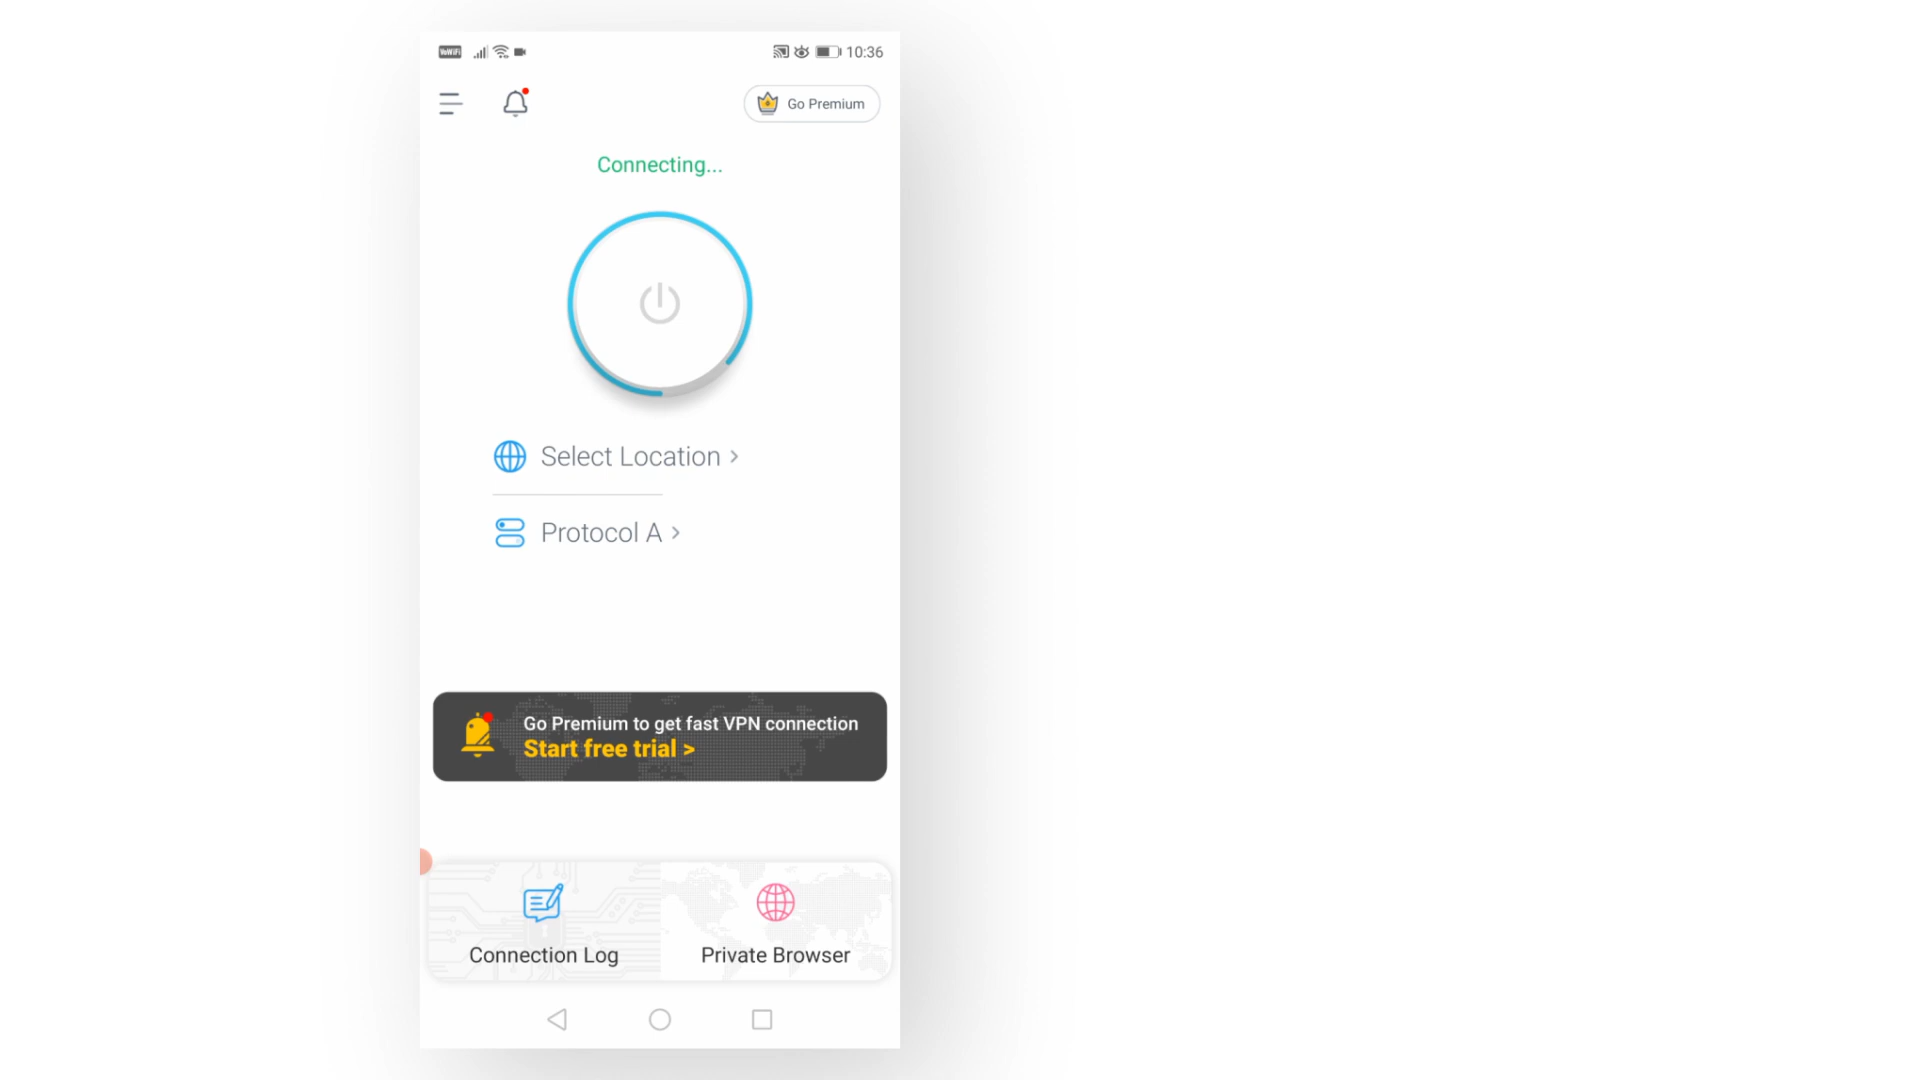 VoWiFi 10:36
Go Premium
Connecting...
Select Location >
Protocol A >
Go Premium to get fast VPN connection
Start free trial >
Connection Log
Private Browser